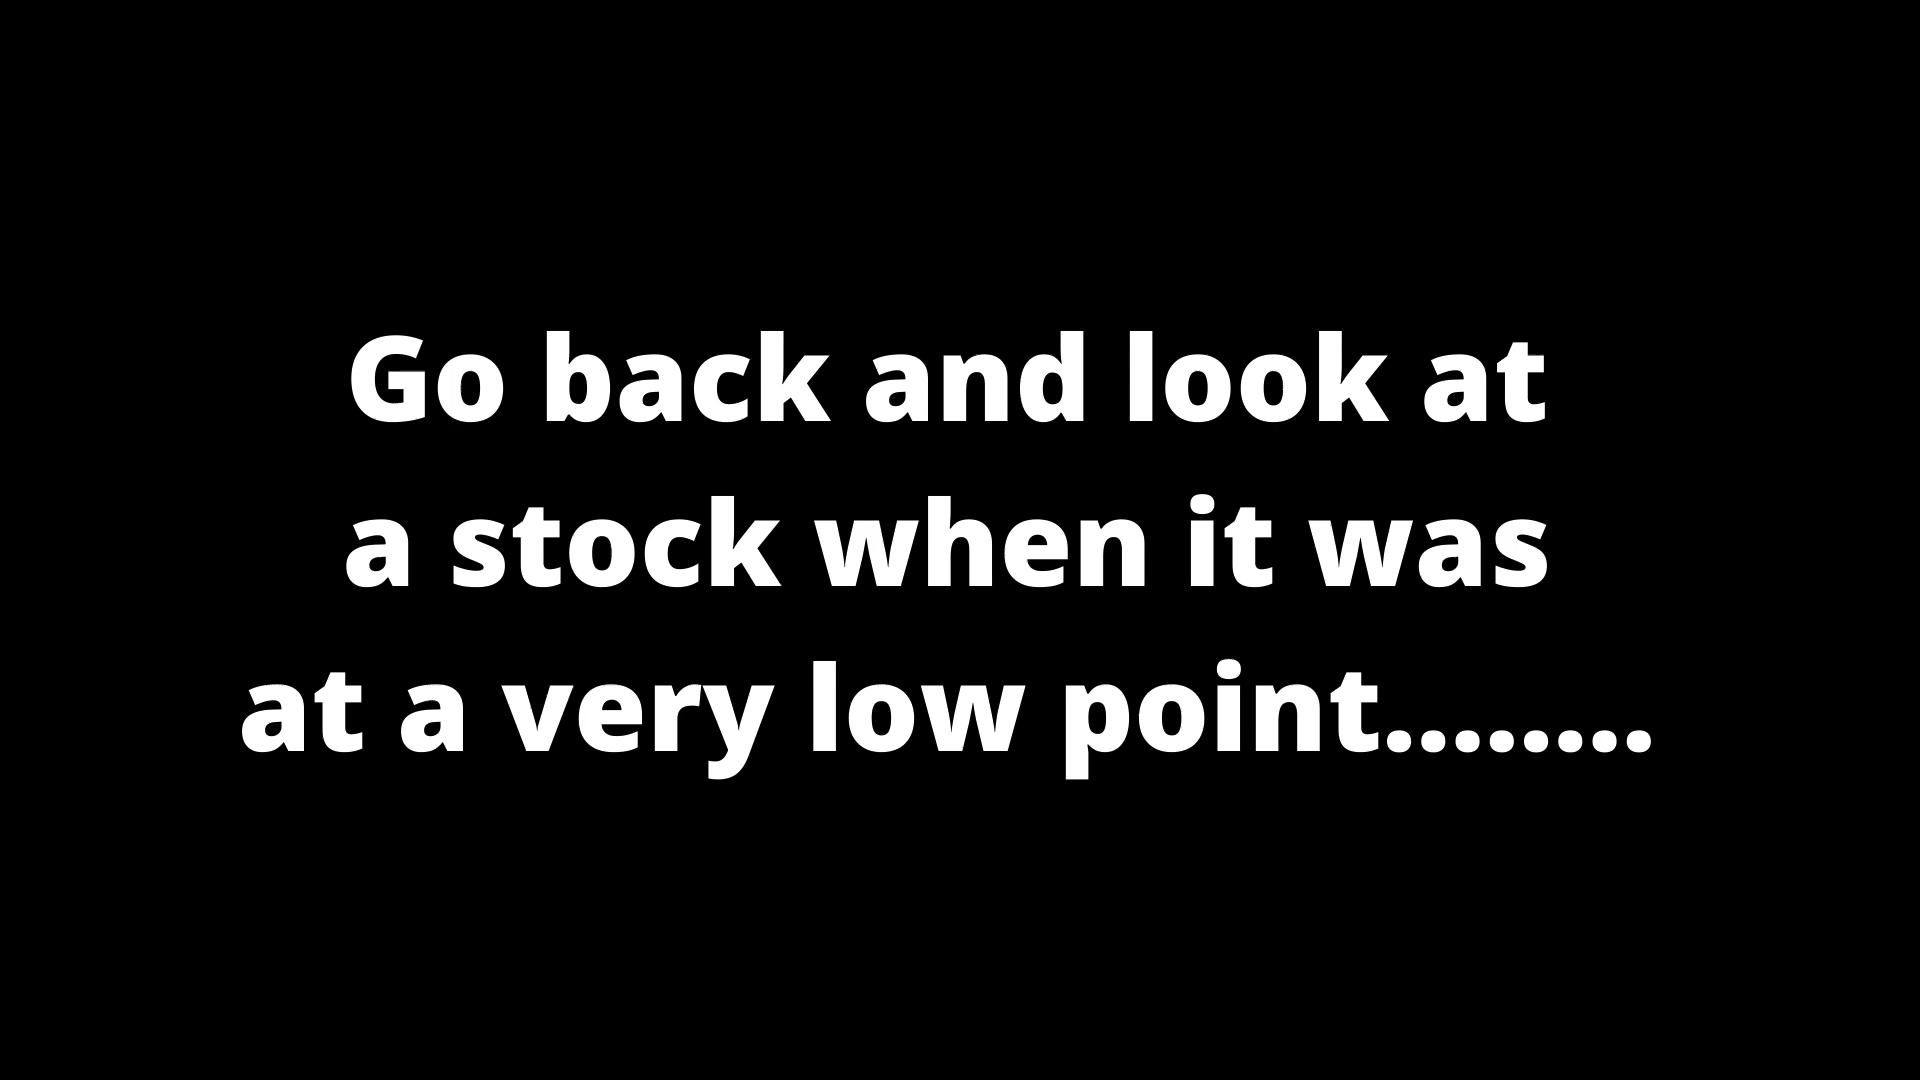 Go back and look at
a stock when it was
at a very low point........